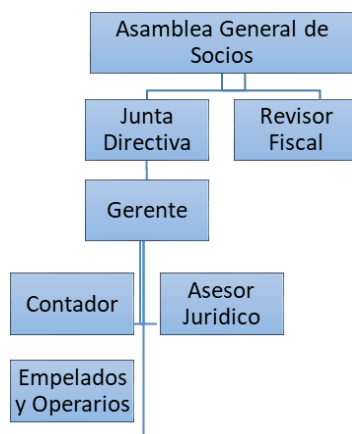 Asamblea General de
Socios
Junta
Directiva
Revisor
Fiscal
Gerente
Contador
Asesor
Juridico
Empelados
y Operarios